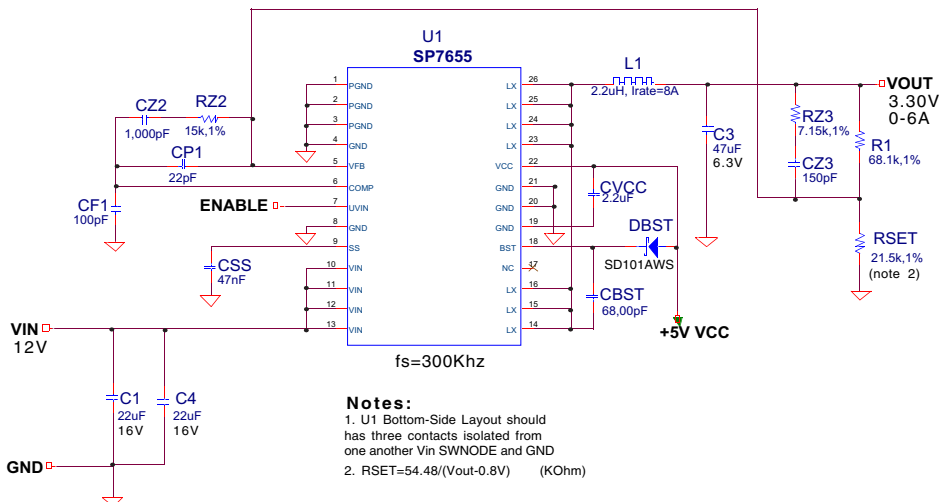 U1
SP7655
1 PGND
2 PGND
3 PGND
4 GND
5 VFB
6 COMP
7 UVIN
8 GND
9 SS
10 VIN
11 VIN
12 VIN
13 VIN
LX 26
LX 25
LX 24
LX 23
VCC 22
GND 21
GND 20
GND 19
BST 18
NC 17
LX 16
LX 15
LX 14
fs=300Khz
CZ2
1,000pF
RZ2
15k,1%
CP1
22pF
CF1
100pF
ENABLE
CSS
47nF
VIN
12V
C1
22uF
16V
C4
22uF
16V
GND
L1
2.2uH, Irate=8A
C3
47uF
6.3V
RZ3
7.15k,1%
CZ3
150pF
R1
68.1k,1%
VOUT
3.30V
0-6A
RSET
21.5k,1%
(note 2)
CVCC
2.2uF
DBST
SD101AWS
CBST
68,00pF
+5V VCC
Notes:
1. U1 Bottom-Side Layout should
has three contacts isolated from
one another Vin SWNODE and GND
2. RSET=54.48/(Vout-0.8V) (KOhm)